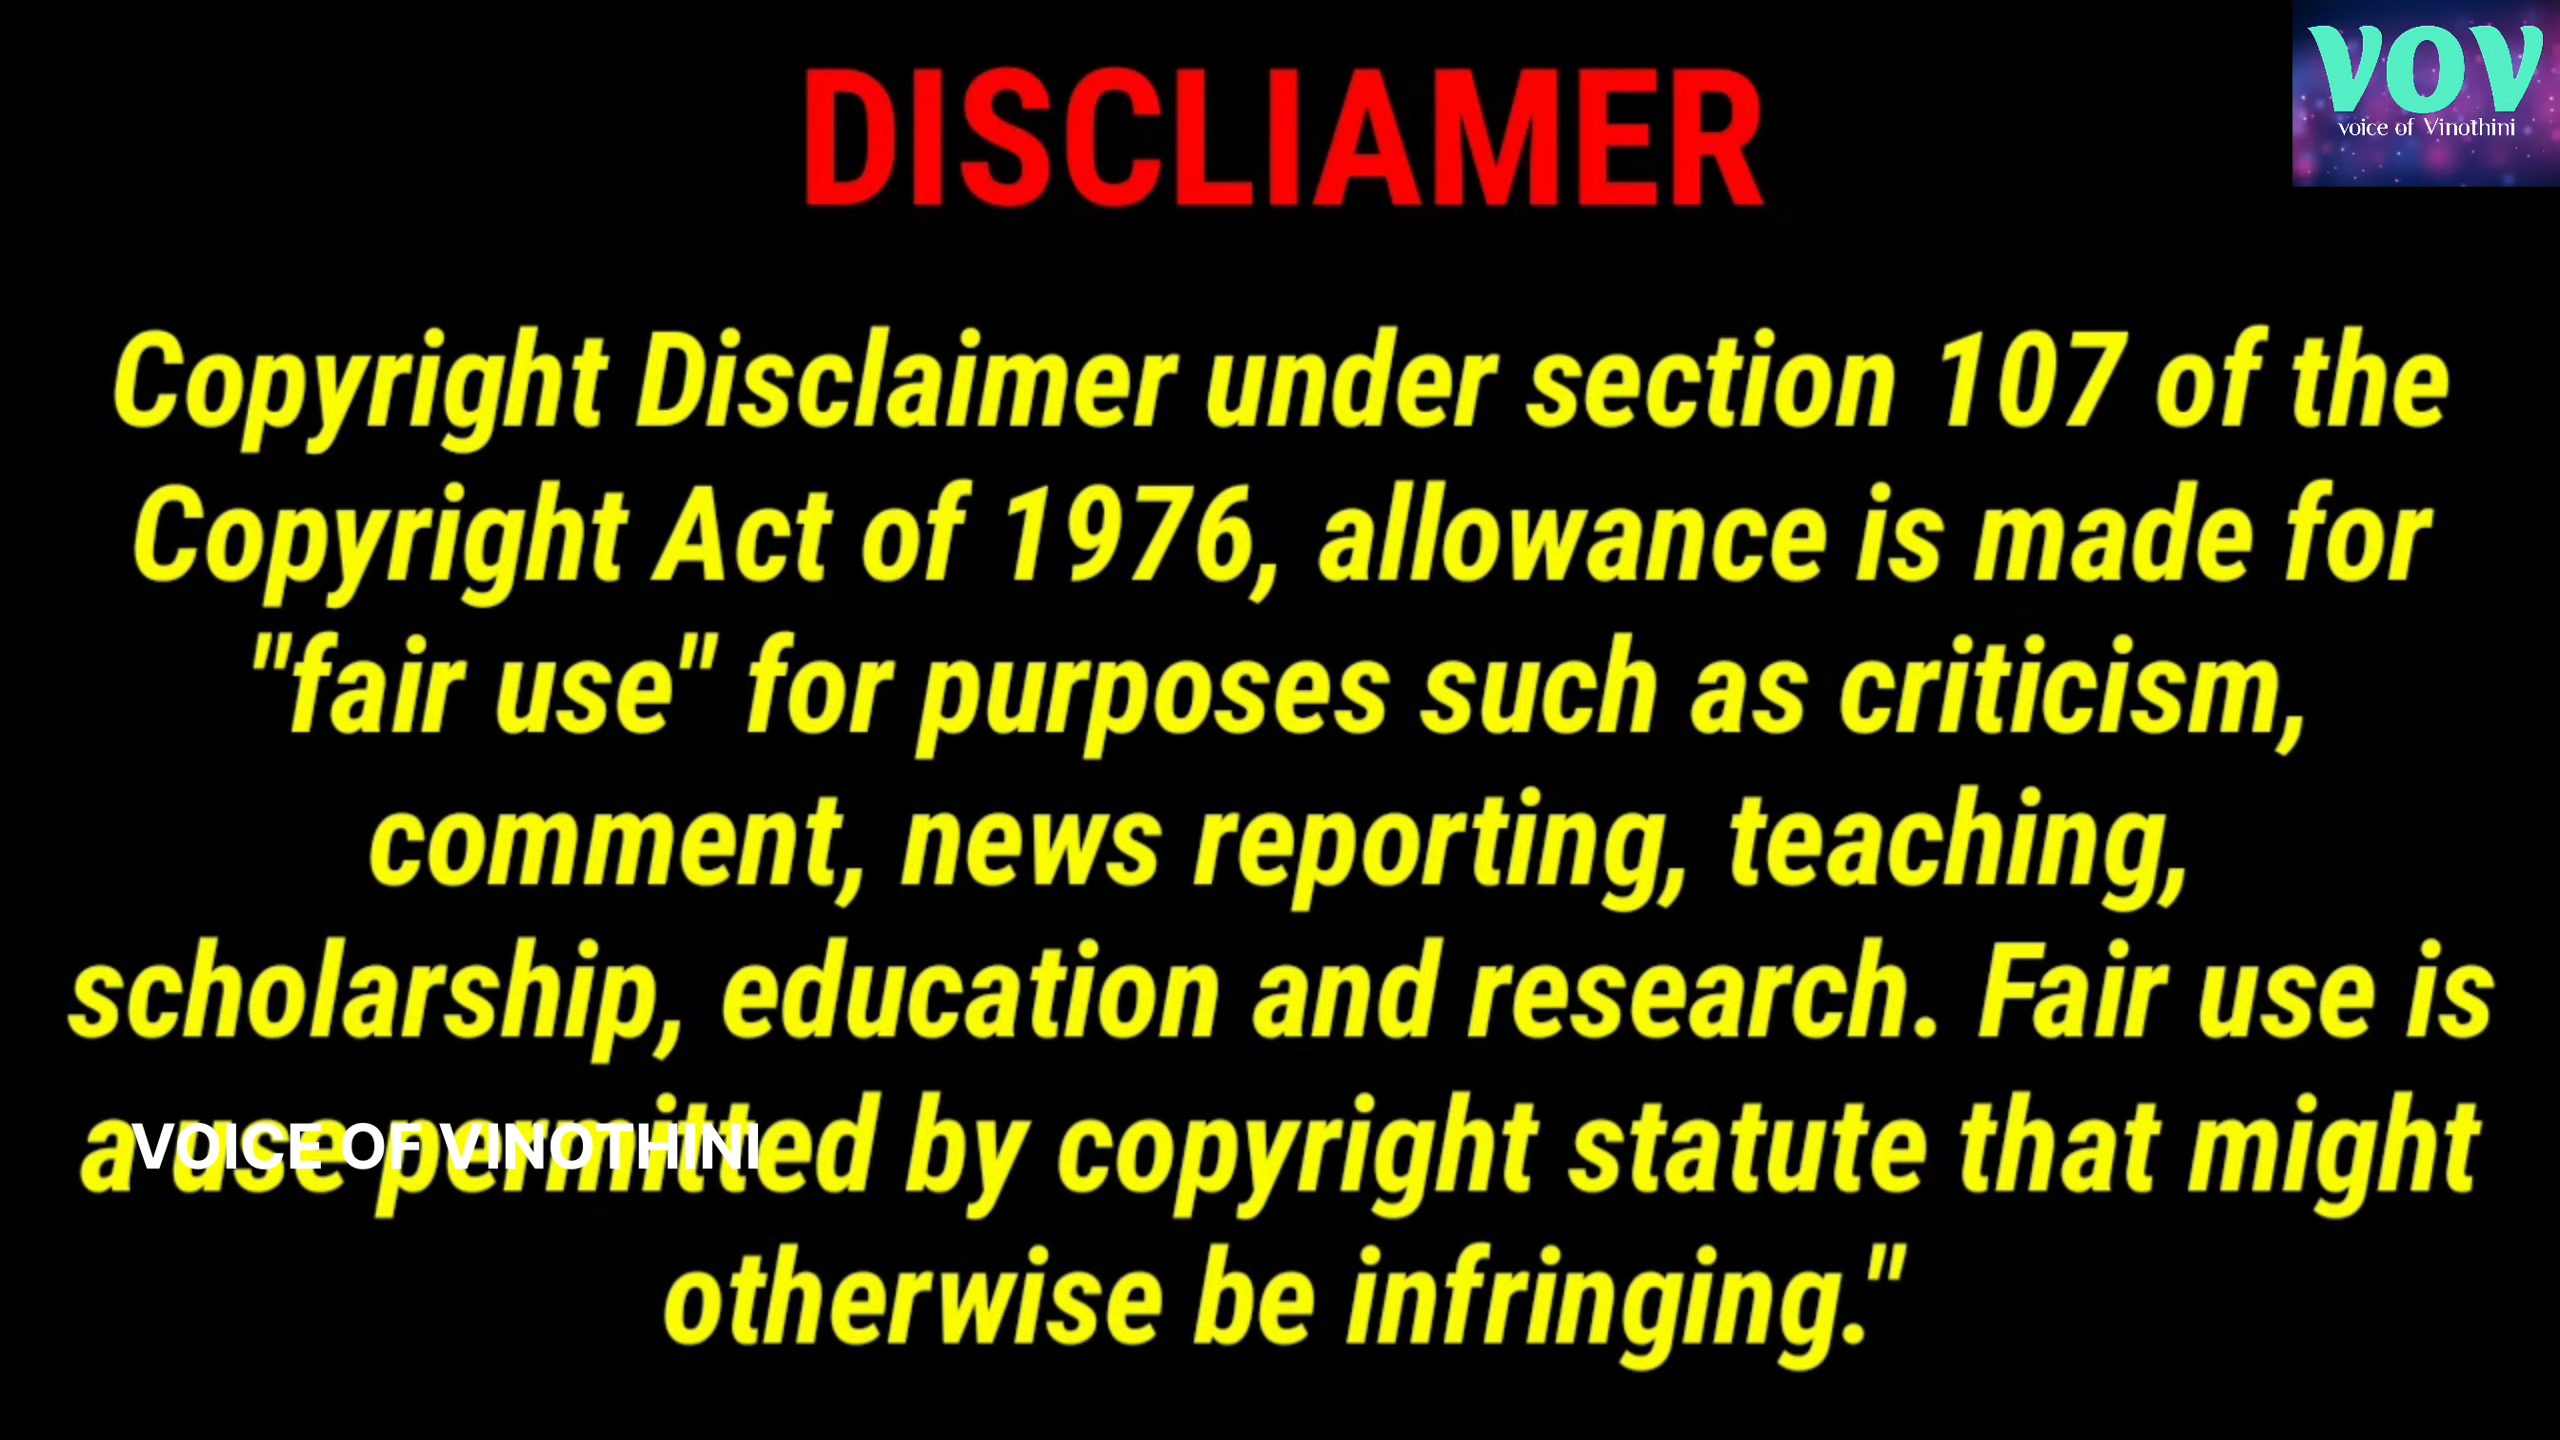 VOV
voice of Vinothini
DISCLIAMER
Copyright Disclaimer under section 107 of the
Copyright Act of 1976, allowance is made for
"fair use" for purposes such as criticism,
comment, news reporting, teaching,
scholarship, education and research. Fair use is
a use permitted by copyright statute that might
VOICE OF VINOTHINI
otherwise be infringing."